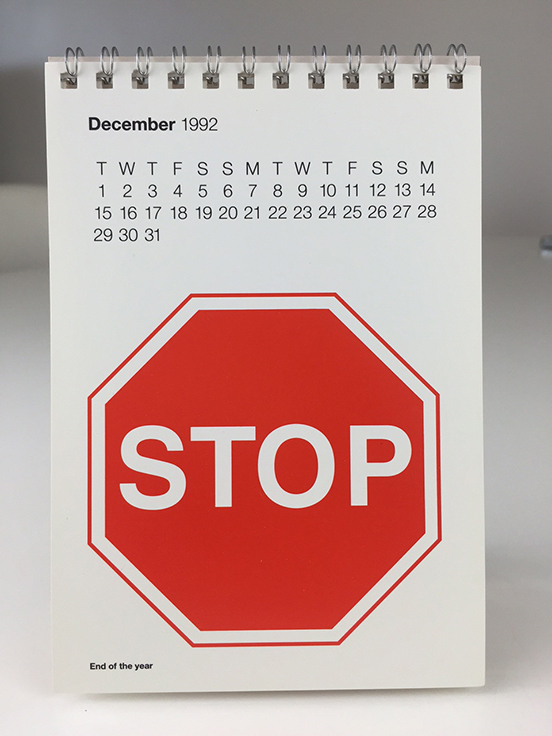 December 1992
T W T F S S M T W T F S S M
1 2 3 4 5 6 7 8 9 10 11 12 13 14
15 16 17 18 19 20 21 22 23 24 25 26 27 28
29 30 31
STOP
End of the year